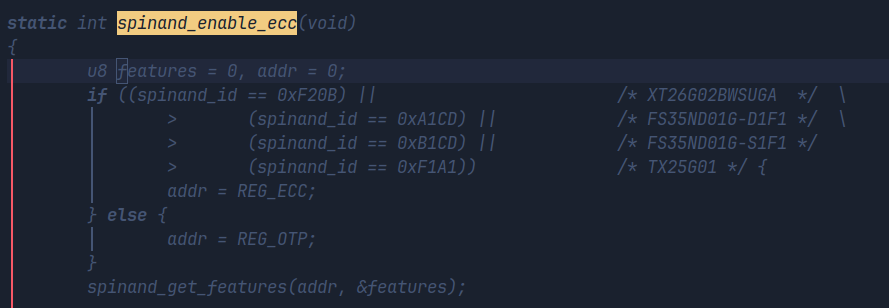 static int spinand_enable_ecc(void)
{
u8 features = 0, addr = 0;
if ((spinand_id == 0xF20B) || /* XT26G02BWSUGA */ \
> (spinand_id == 0xA1CD) || /* FS35ND01G-D1F1 */ \
> (spinand_id == 0xB1CD) || /* FS35ND01G-S1F1 */
> (spinand_id == 0xF1A1)) /* TX25G01 */ {
addr = REG_ECC;
} else {
addr = REG_OTP;
}
spinand_get_features(addr, &features);